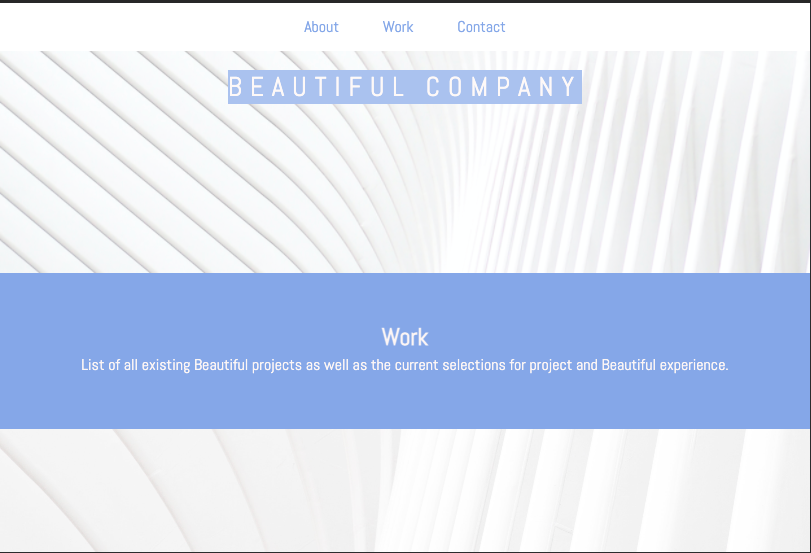 About Work Contact
BEAUTIFUL COMPANY
Work
List of all existing Beautiful projects as well as the current selections for project and Beautiful experience.